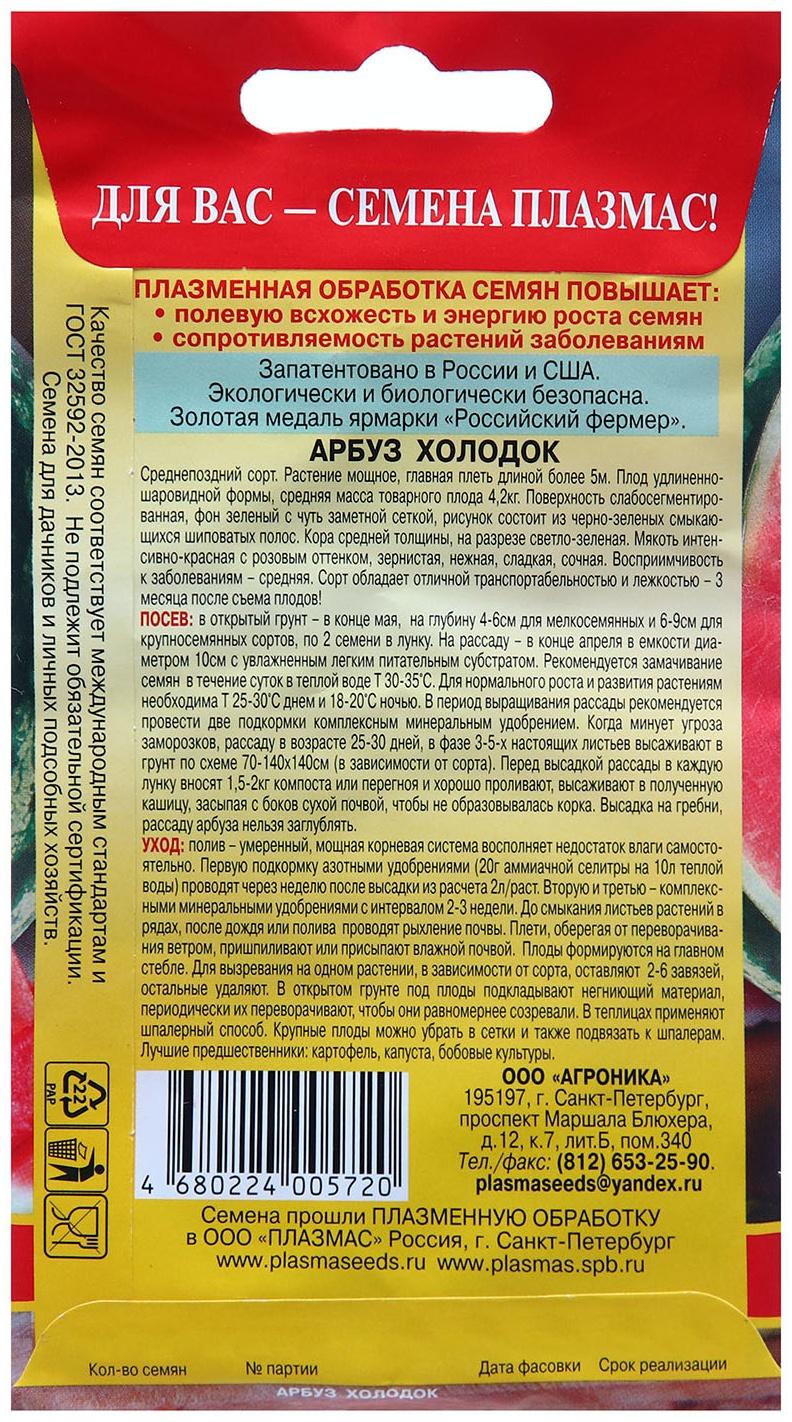 ДЛЯ ВАС – СЕМЕНА ПЛАЗМАС!
ПЛАЗМЕННАЯ ОБРАБОТКА СЕМЯН ПОВЫШАЕТ:
• полевую всхожесть и энергию роста семян
• сопротивляемость растений заболеваниям
Запатентовано в России и США.
Экологически и биологически безопасна.
Золотая медаль ярмарки «Российский фермер».
АРБУЗ ХОЛОДОК
Среднепоздний сорт. Растение мощное, главная плеть длиной более 5м. Плод удлиненно-
шаровидной формы, средняя масса товарного плода 4,2кг. Поверхность слабосегментиро-
ванная, фон зеленый с чуть заметной сеткой, рисунок состоит из черно-зеленых смыкаю-
щихся шиповатых полос. Кора средней толщины, на разрезе светло-зеленая. Мякоть интен-
сивно-красная с розовым оттенком, зернистая, нежная, сладкая, сочная. Восприимчивость
к заболеваниям – средняя. Сорт обладает отличной транспортабельностью и лежкостью – 3
месяца после съема плодов!
ПОСЕВ: в открытый грунт – в конце мая, на глубину 4-6см для мелкосемянных и 6-9см для
крупносемянных сортов, по 2 семени в лунку. На рассаду – в конце апреля в емкости диа-
метром 10см с увлажненным легким питательным субстратом. Рекомендуется замачивание
семян в течение суток в теплой воде Т 30-35°С. Для нормального роста и развития растениям
необходима Т 25-30°С днем и 18-20°С ночью. В период выращивания рассады рекомендуется
провести две подкормки комплексным минеральным удобрением. Когда минует угроза
заморозков, рассаду в возрасте 25-30 дней, в фазе 3-5-х настоящих листьев высаживают в
грунт по схеме 70-140х140см (в зависимости от сорта). Перед высадкой рассады в каждую
лунку вносят 1,5-2кг компоста или перегноя и хорошо проливают, высаживают в полученную
кашицу, засыпая с боков сухой почвой, чтобы не образовывалась корка. Высадка на гребни,
рассаду арбуза нельзя заглублять.
УХОД: полив – умеренный, мощная корневая система восполняет недостаток влаги самосто-
ятельно. Первую подкормку азотными удобрениями (20г аммиачной селитры на 10л теплой
воды) проводят через неделю после высадки из расчета 2л/раст. Вторую и третью – комплекс-
ными минеральными удобрениями с интервалом 2-3 недели. До смыкания листьев растений в
рядах, после дождя или полива проводят рыхление почвы. Плети, оберегая от переворачива-
ния ветром, пришпиливают или присыпают влажной почвой. Плоды формируются на главном
стебле. Для вызревания на одном растении, в зависимости от сорта, оставляют 2-6 завязей,
остальные удаляют. В открытом грунте под плоды подкладывают негниющий материал,
периодически их переворачивают, чтобы они равномернее созревали. В теплицах применяют
шпалерный способ. Крупные плоды можно убрать в сетки и также подвязать к шпалерам.
Лучшие предшественники: картофель, капуста, бобовые культуры.
Качество семян соответствует международным стандартам и
ГОСТ 32592-2013. Не подлежит обязательной сертификации.
Семена для дачников и личных подсобных хозяйств.
22
PAP
4 680224 005720
ООО «АГРОНИКА»
195197, г. Санкт-Петербург,
проспект Маршала Блюхера,
д.12, к.7, лит.Б, пом.340
Тел./факс: (812) 653-25-90.
plasmaseeds@yandex.ru
Семена прошли ПЛАЗМЕННУЮ ОБРАБОТКУ
в ООО «ПЛАЗМАС» Россия, г. Санкт-Петербург
www.plasmaseeds.ru www.plasmas.spb.ru
Кол-во семян № партии Дата фасовки Срок реализации
АРБУЗ ХОЛОДОК